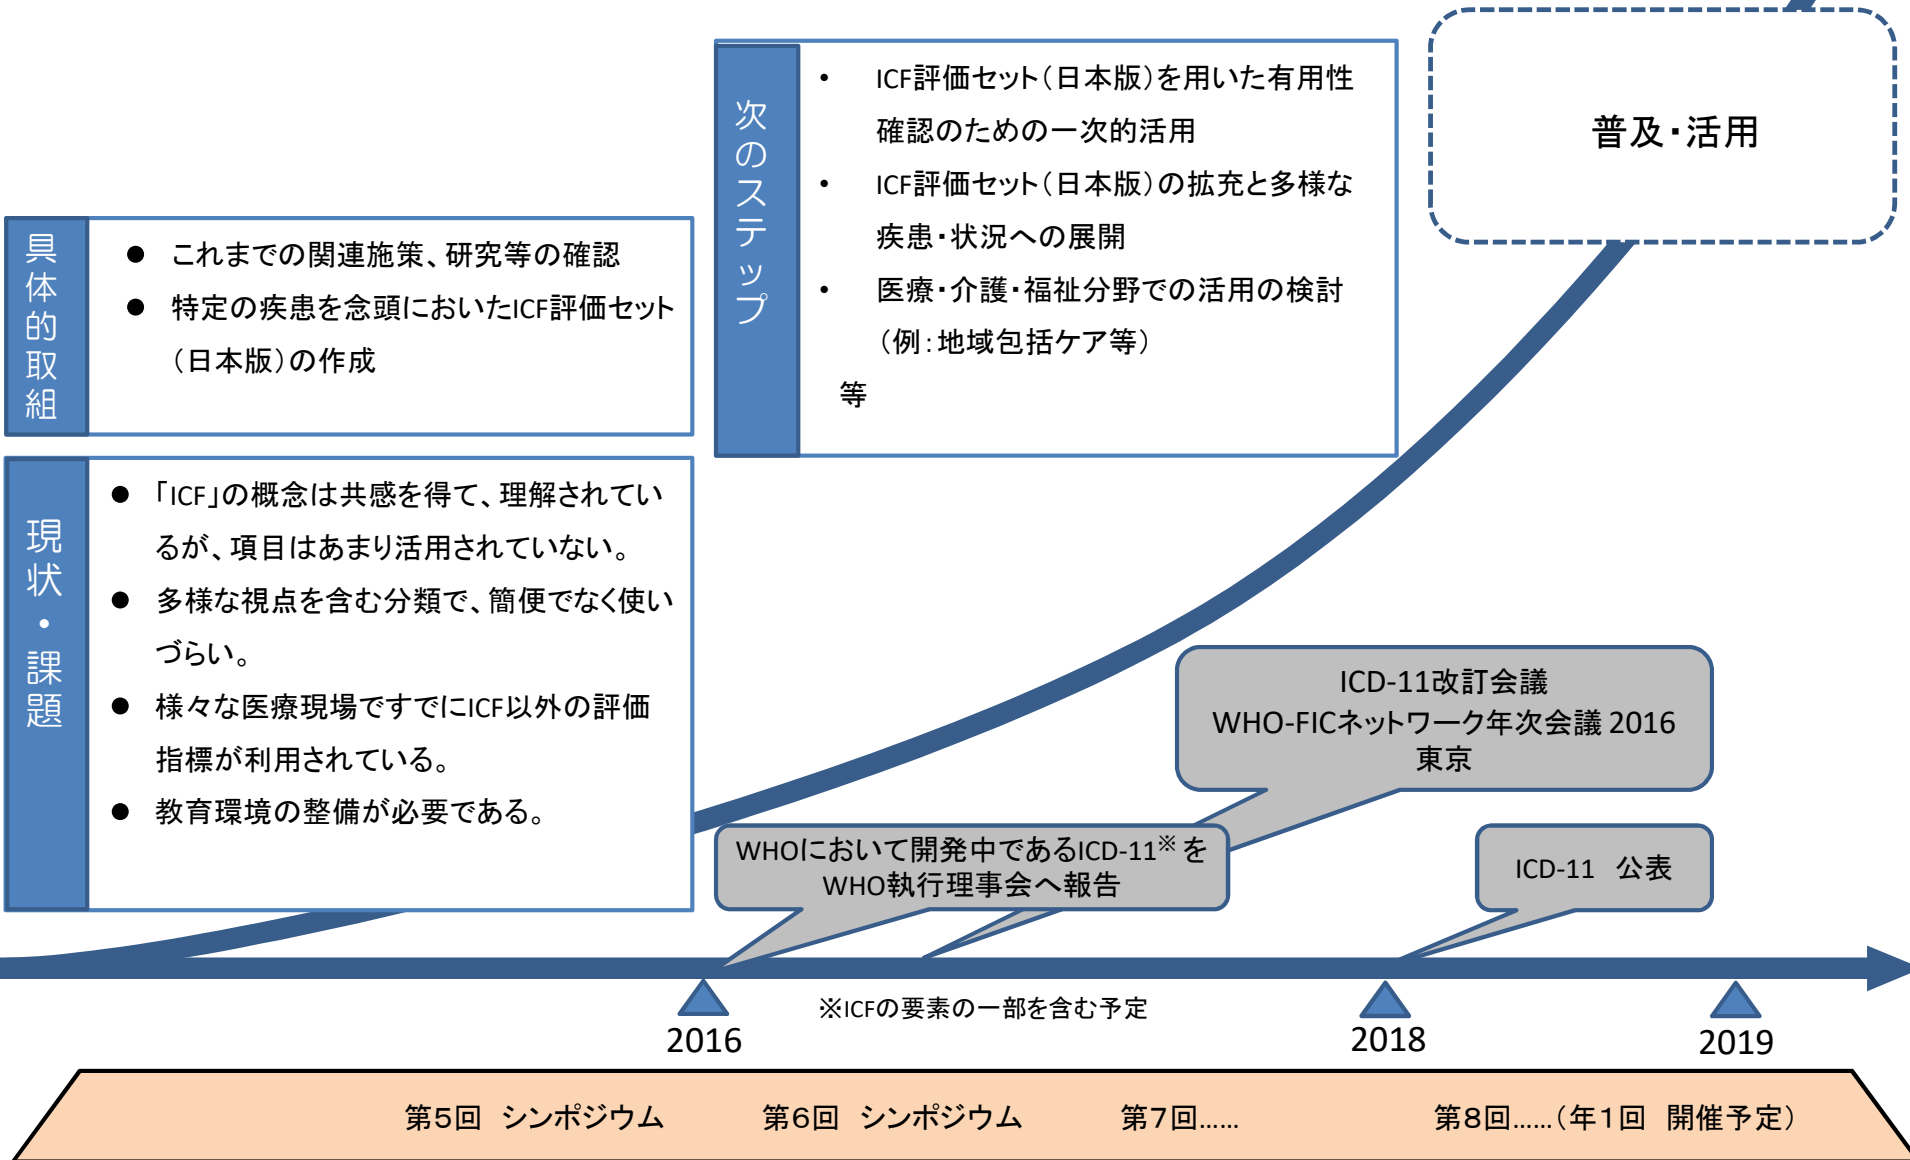 次のステップ
• ICF評価セット（日本版）を用いた有用性
確認のための一次的活用
• ICF評価セット（日本版）の拡充と多様な
疾患・状況への展開
• 医療・介護・福祉分野での活用の検討
（例：地域包括ケア等）
等
普及・活用
具体的取組
● これまでの関連施策、研究等の確認
● 特定の疾患を念頭においたICF評価セット
（日本版）の作成
現状・課題
● 「ICF」の概念は共感を得て、理解されてい
るが、項目はあまり活用されていない。
● 多様な視点を含む分類で、簡便でなく使い
づらい。
● 様々な医療現場ですでにICF以外の評価
指標が利用されている。
● 教育環境の整備が必要である。
ICD-11改訂会議
WHO-FICネットワーク年次会議 2016
東京
WHOにおいて開発中であるICD-11※を
WHO執行理事会へ報告
ICD-11　公表
※ICFの要素の一部を含む予定
2016
2018
2019
第5回　シンポジウム　第6回　シンポジウム　第7回……　第8回……（年1回　開催予定）